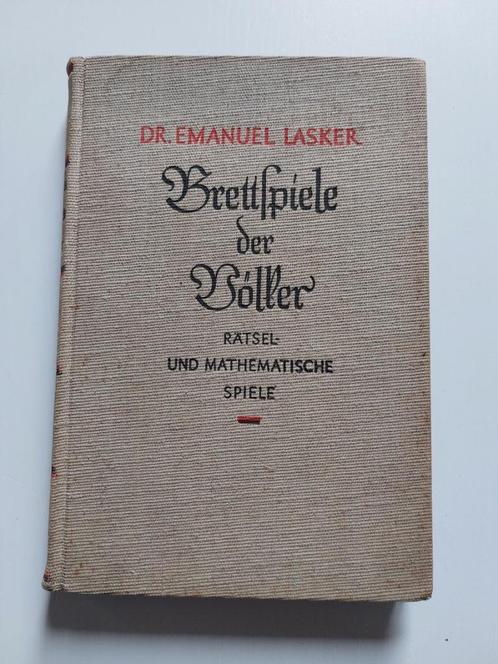 DR. EMANUEL LASKER
Brettſpiele
der
Völker
RÄTSEL-
UND MATHEMATISCHE
SPIELE